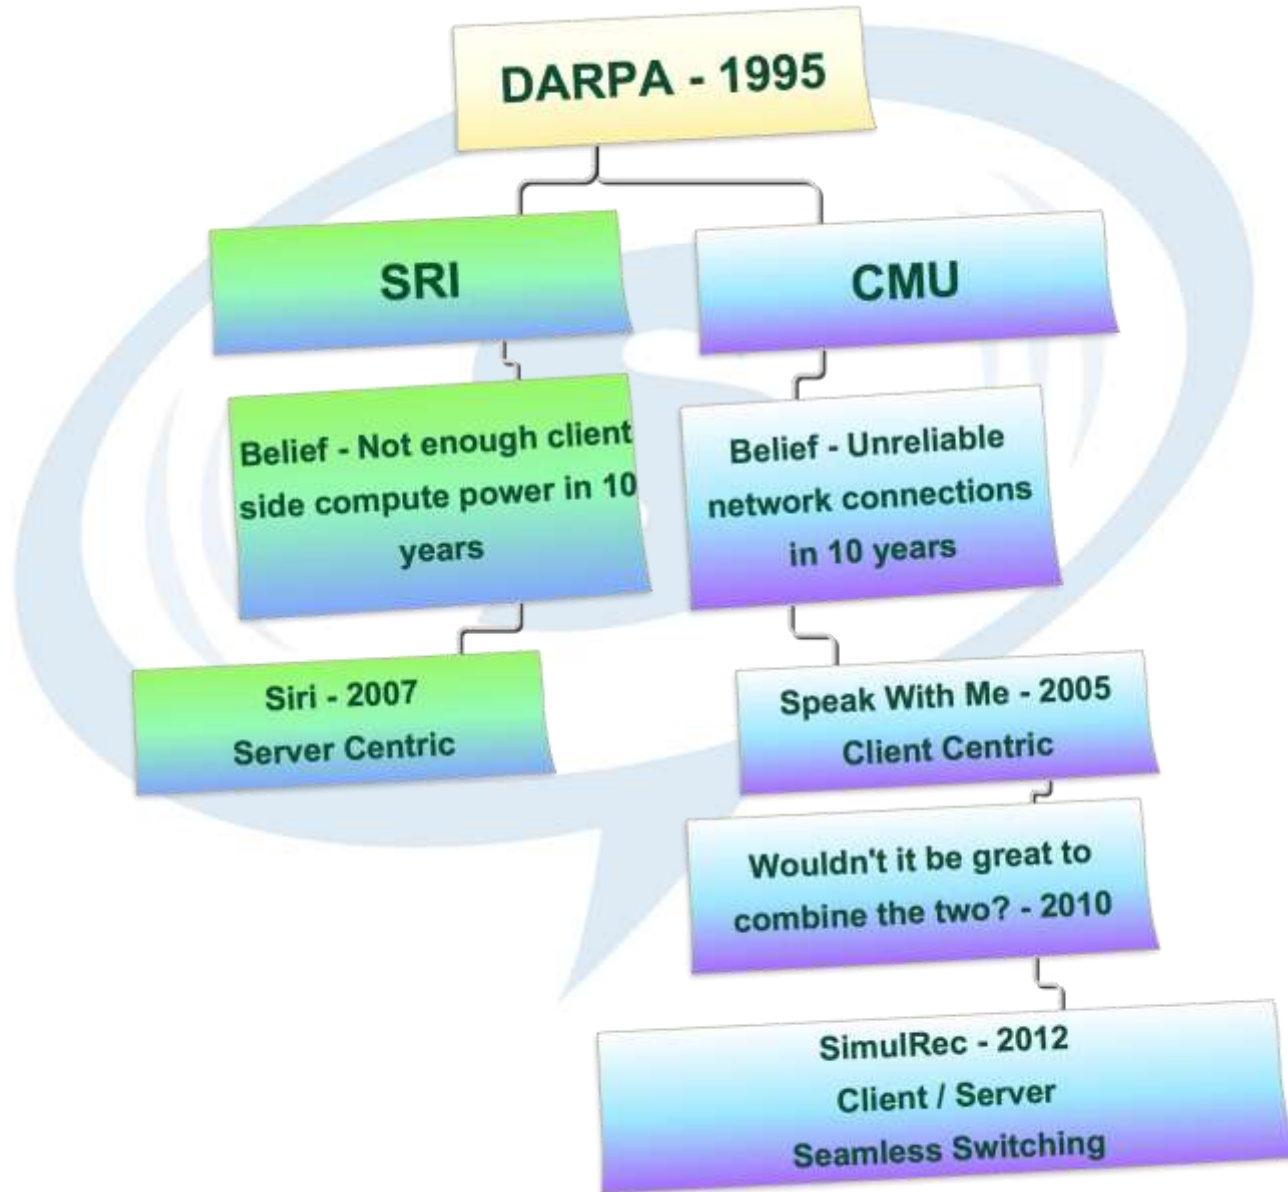 DARPA - 1995
SRI
CMU
Belief - Not enough client
side compute power in 10
years
Belief - Unreliable
network connections
in 10 years
Siri - 2007
Server Centric
Speak With Me - 2005
Client Centric
Wouldn't it be great to
combine the two? - 2010
SimulRec - 2012
Client / Server
Seamless Switching